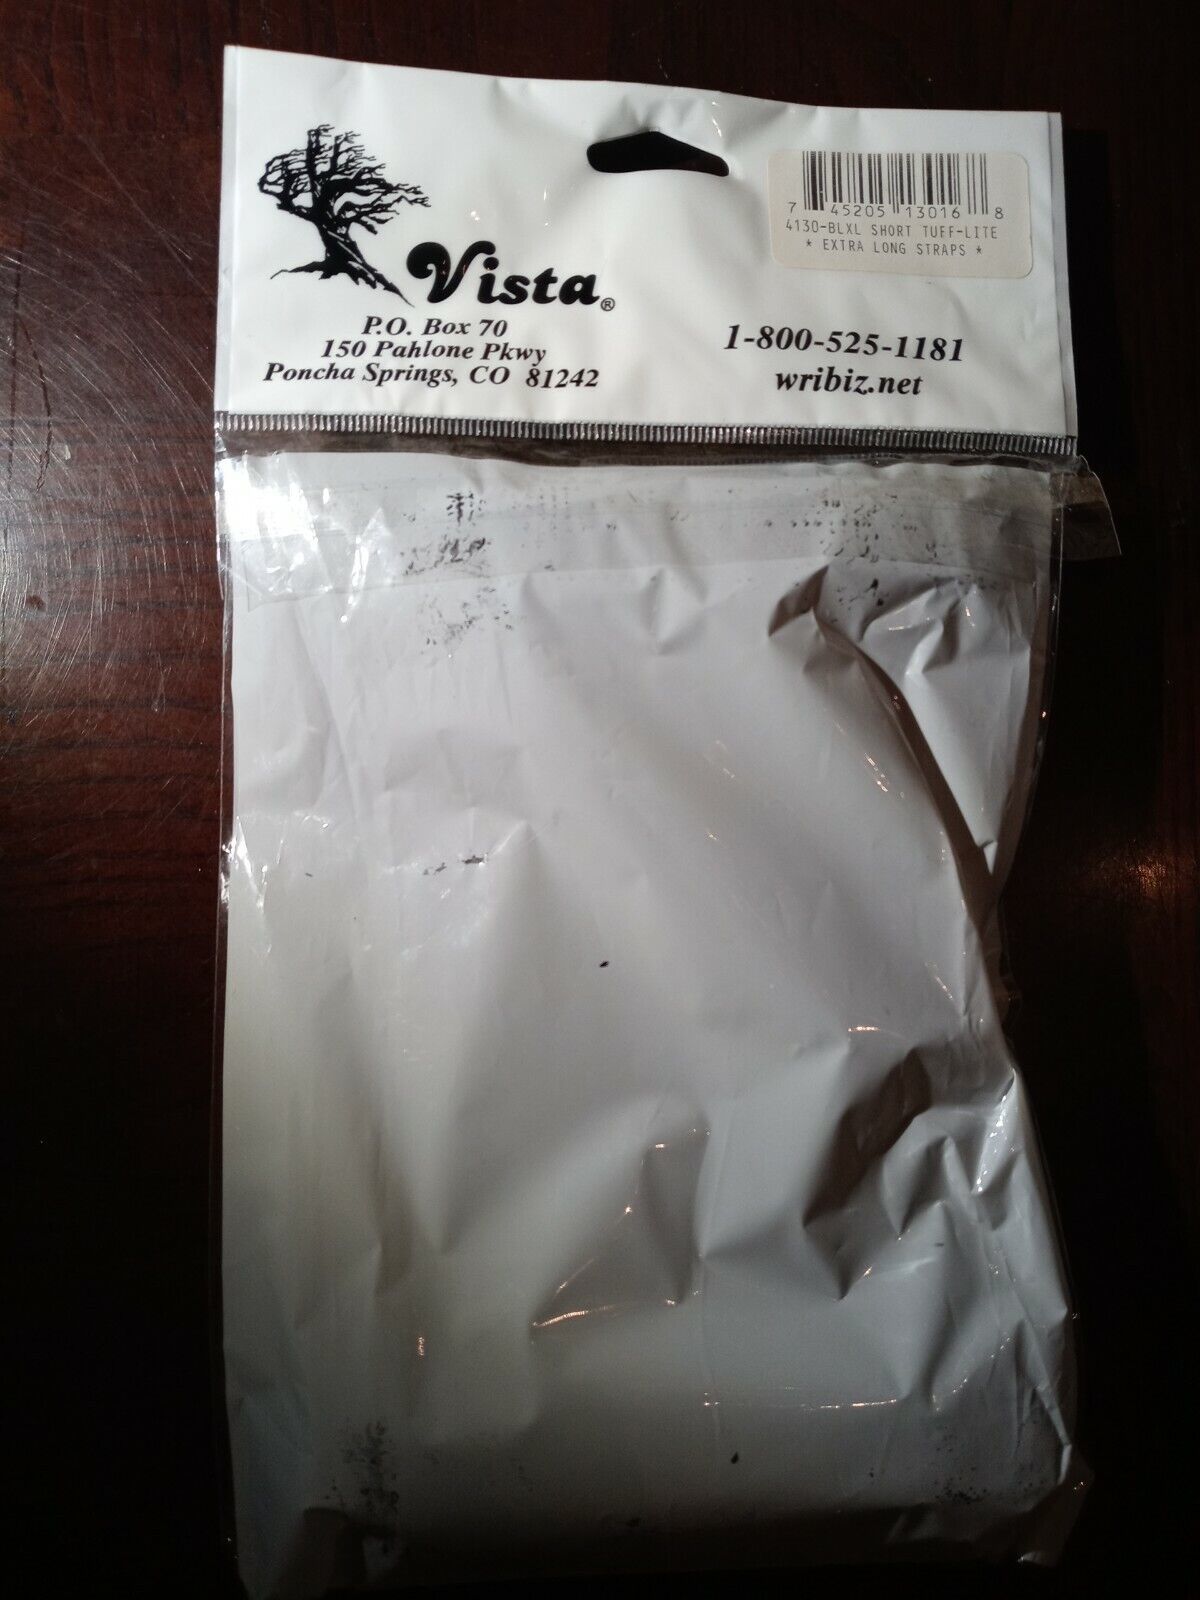 Vista®
P.O. Box 70
150 Pahlone Pkwy
Poncha Springs, CO 81242
7 45205 13016 8
4130-BLXL SHORT TUFF-LITE
* EXTRA LONG STRAPS *
1-800-525-1181
wribiz.net